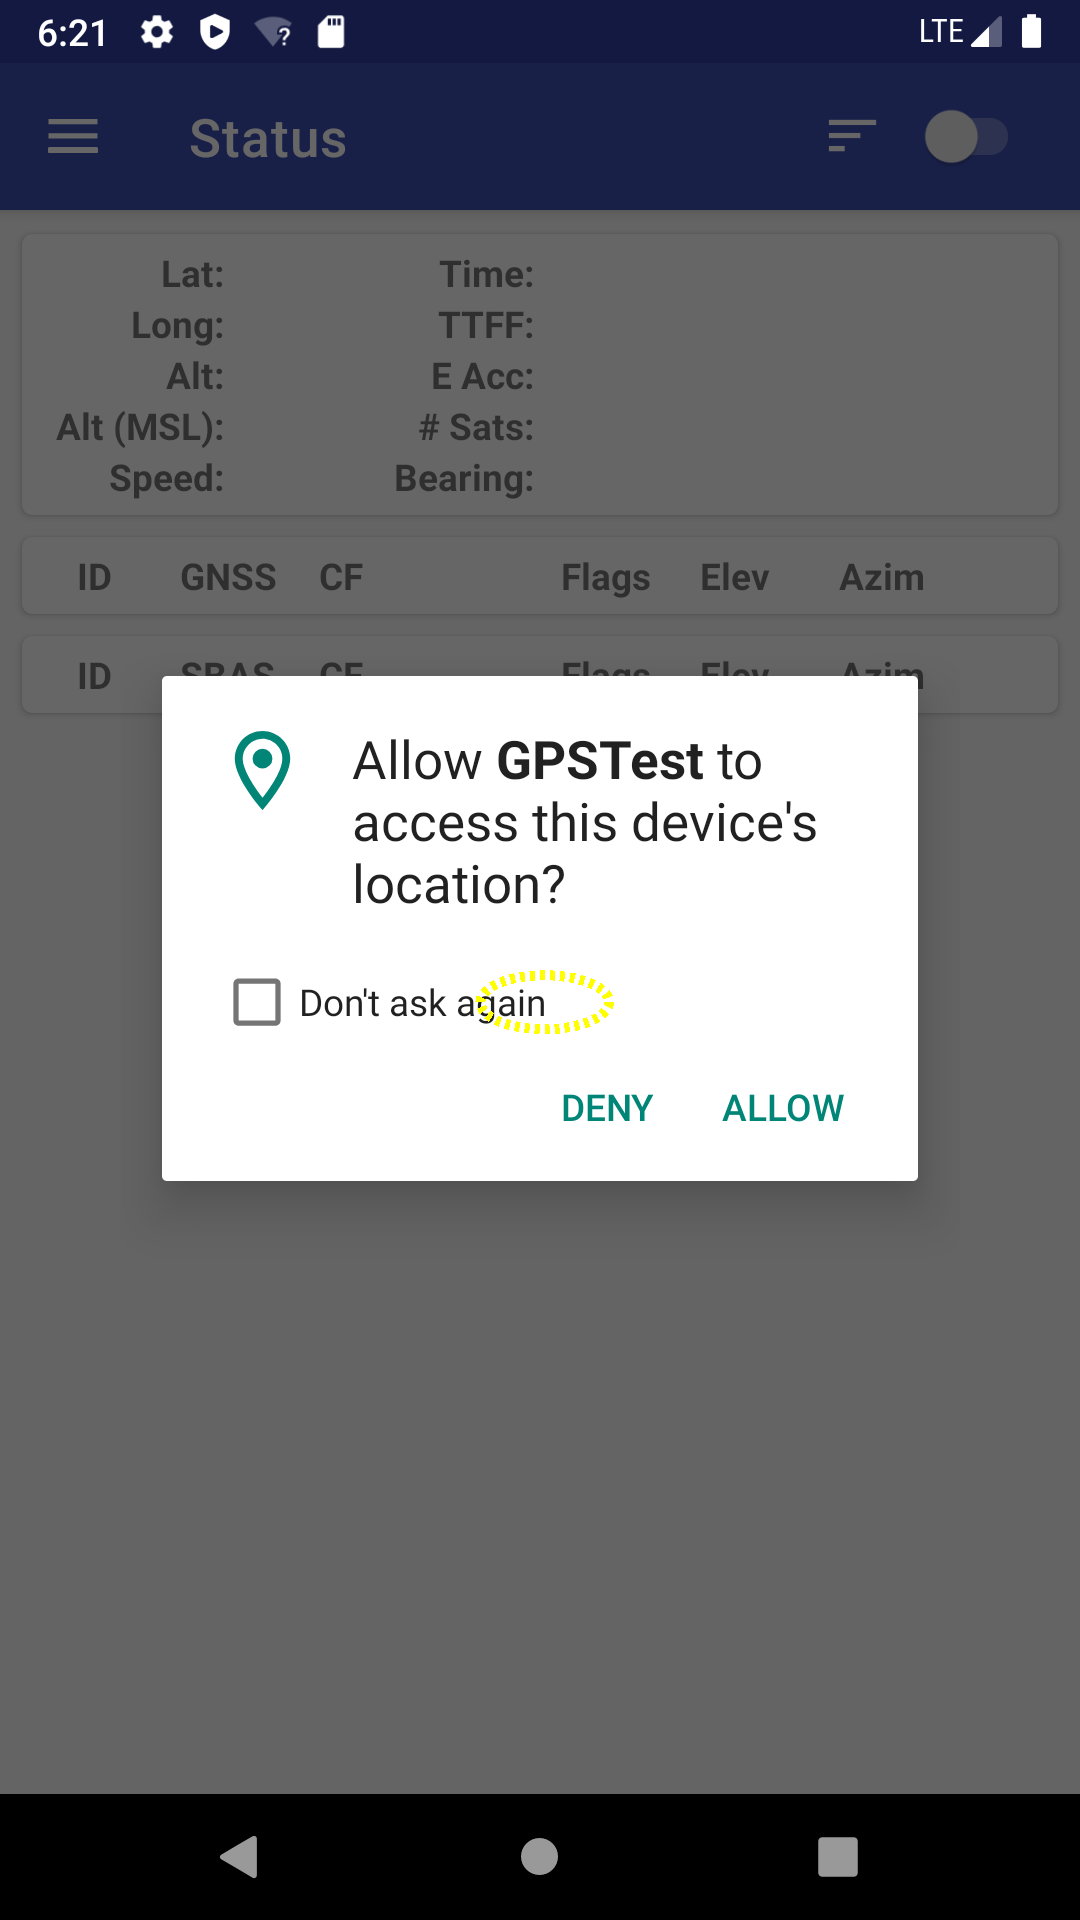 6:21 ? LTE
Status
Lat: Time:
Long: TTFF:
Alt: E Acc:
Alt (MSL): # Sats:
Speed: Bearing:
ID GNSS CF Flags Elev Azim
ID SBAS CF Flags Elev Azim
Allow GPSTest to
access this device's
location?
Don't ask again
DENY ALLOW